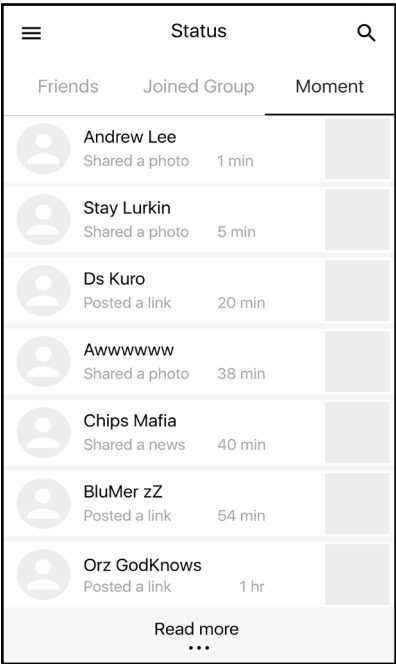 Status
Friends Joined Group Moment
Andrew Lee
Shared a photo 1 min
Stay Lurkin
Shared a photo 5 min
Ds Kuro
Posted a link 20 min
Awwwwww
Shared a photo 38 min
Chips Mafia
Shared a news 40 min
BluMer zZ
Posted a link 54 min
Orz GodKnows
Posted a link 1 hr
Read more